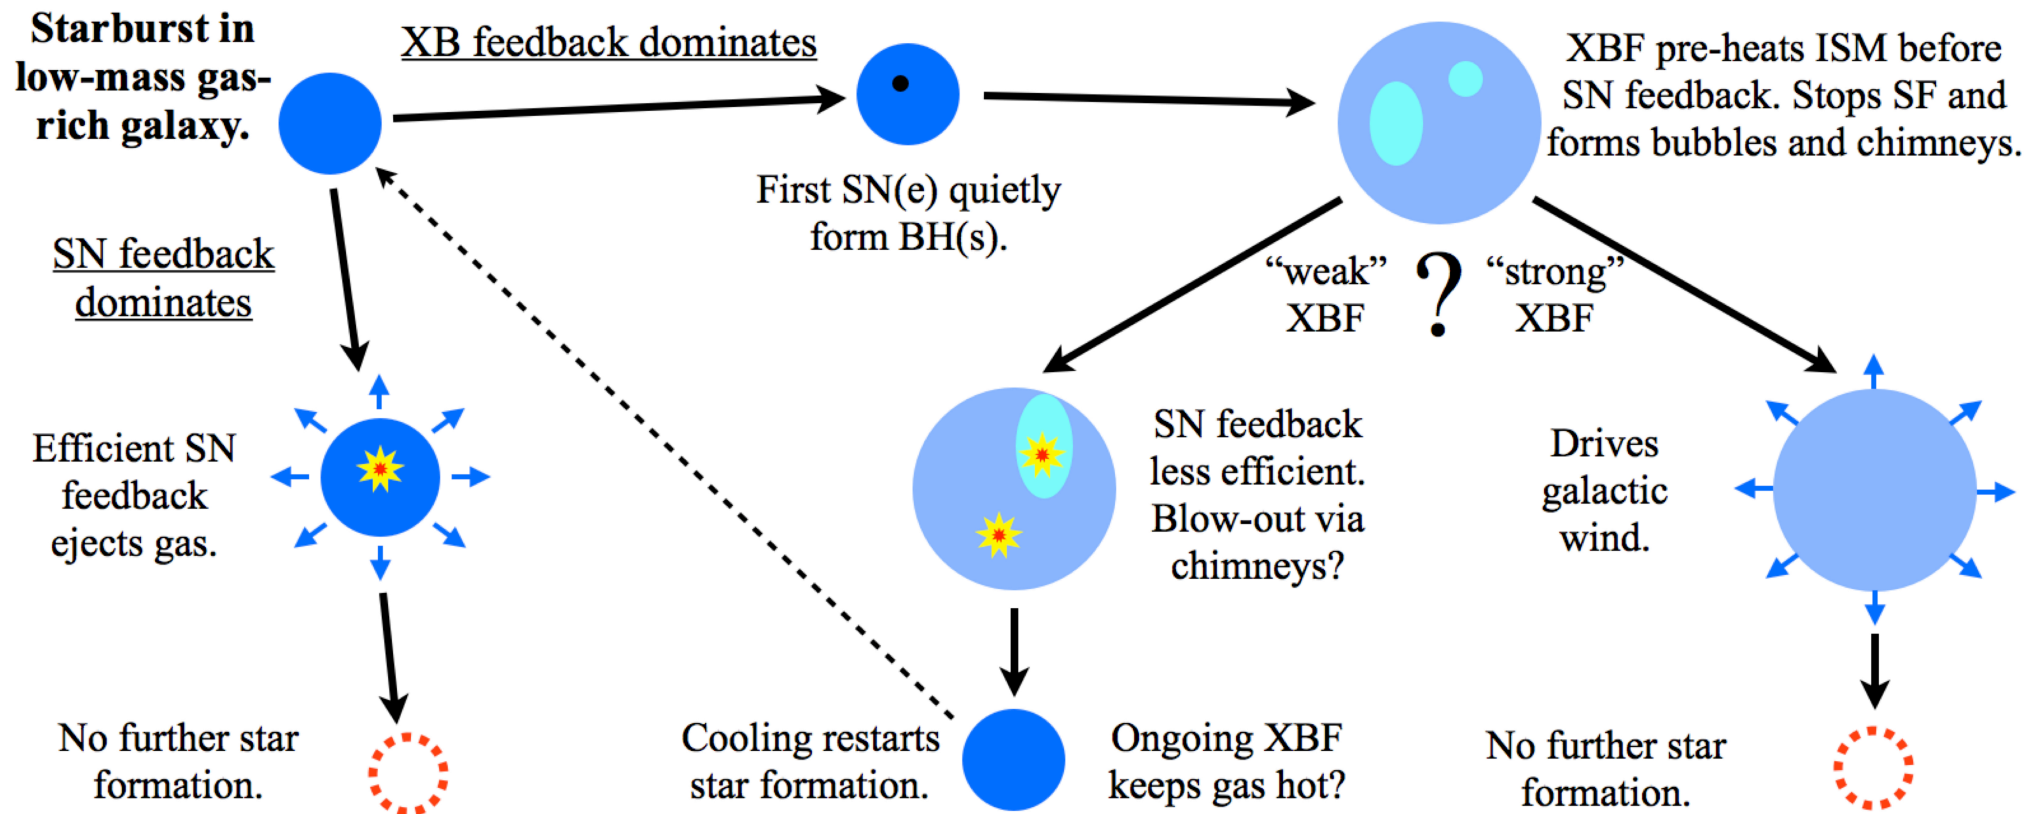 Starburst in
low-mass gas-
rich galaxy.
XB feedback dominates
First SN(e) quietly
form BH(s).
XBF pre-heats ISM before
SN feedback. Stops SF and
forms bubbles and chimneys.
SN feedback
dominates
“weak”
XBF
?
“strong”
XBF
Efficient SN
feedback
ejects gas.
SN feedback
less efficient.
Blow-out via
chimneys?
Drives
galactic
wind.
No further star
formation.
Cooling restarts
star formation.
Ongoing XBF
keeps gas hot?
No further star
formation.